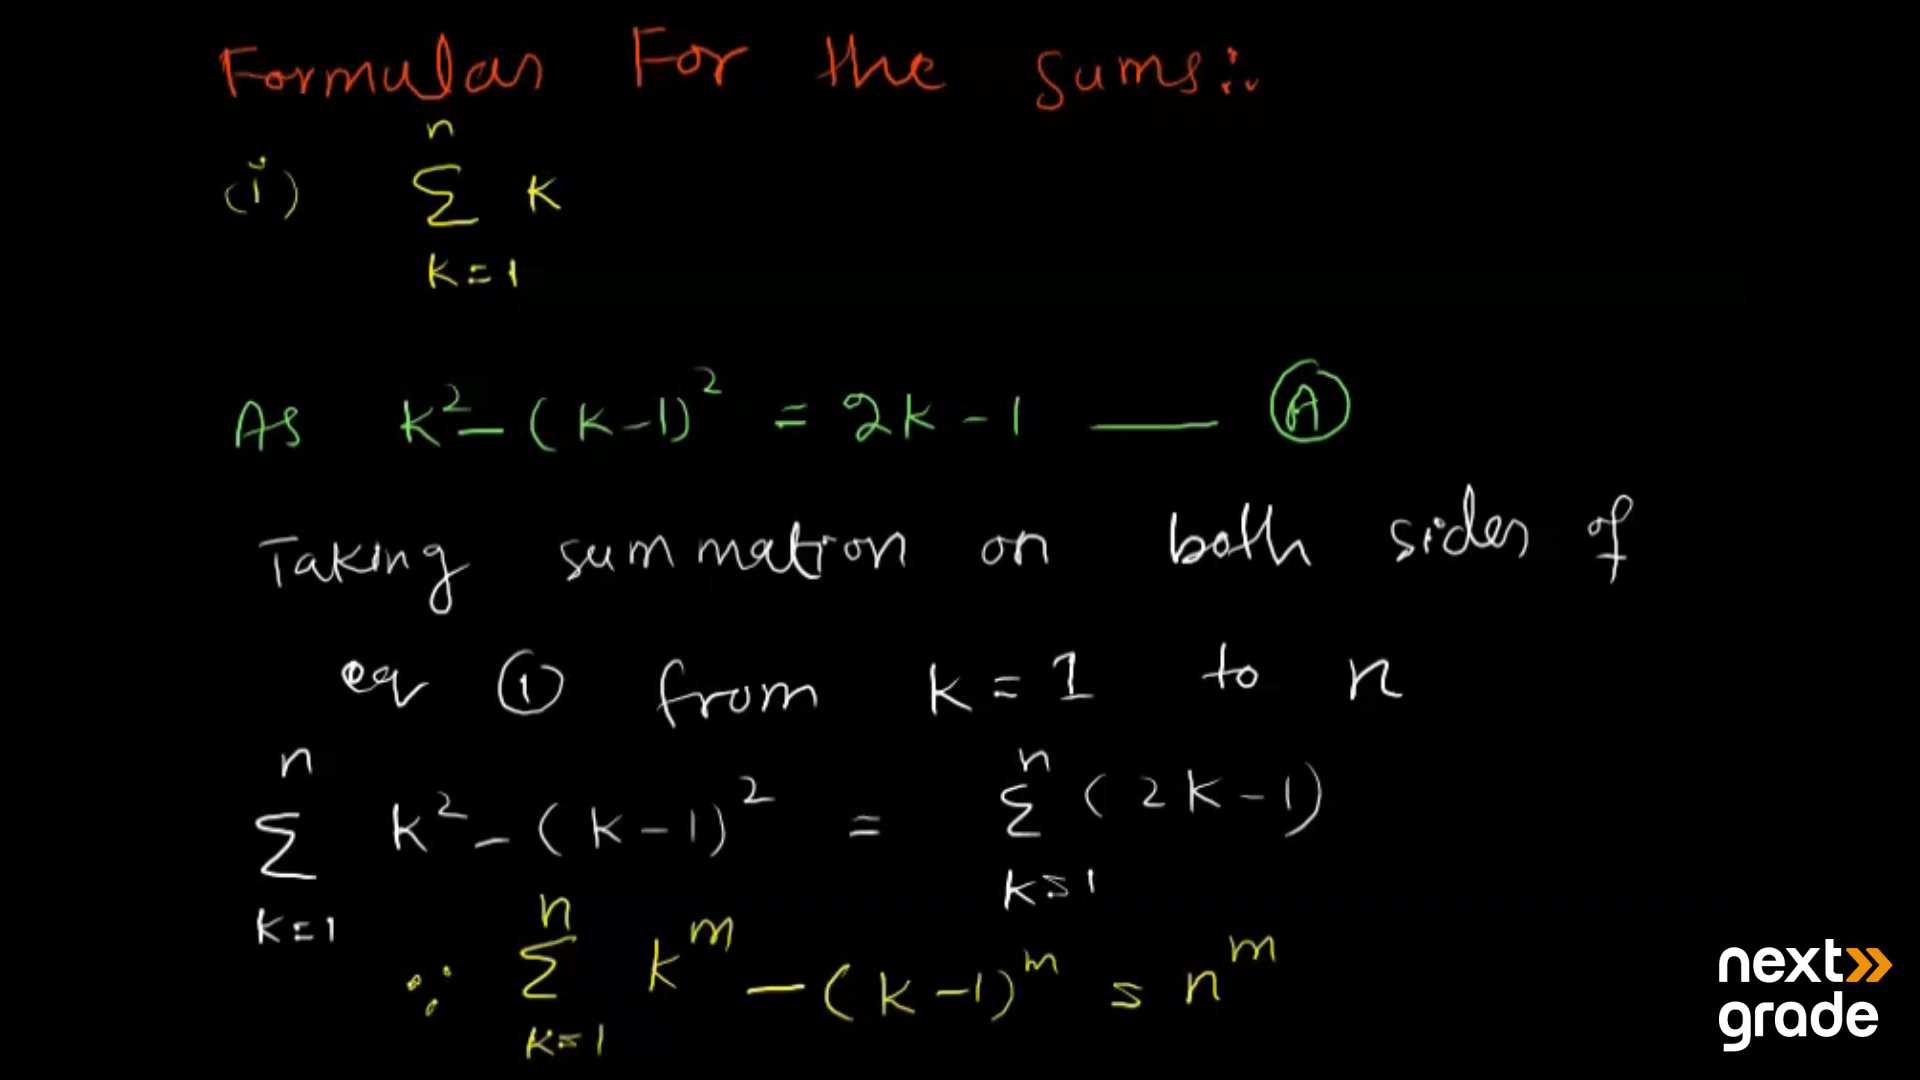 Formulas For the sums:.
(i) n∑k=1 k
As k² - (k-1)² = 2k - 1 —— Ⓐ
Taking summation on both sides of
eq ① from k = 1 to n
n∑k=1 k² - (k-1)² = n∑k=1 (2k-1)
∵ n∑k=1 kᵐ - (k-1)ᵐ = nᵐ
next»
grade